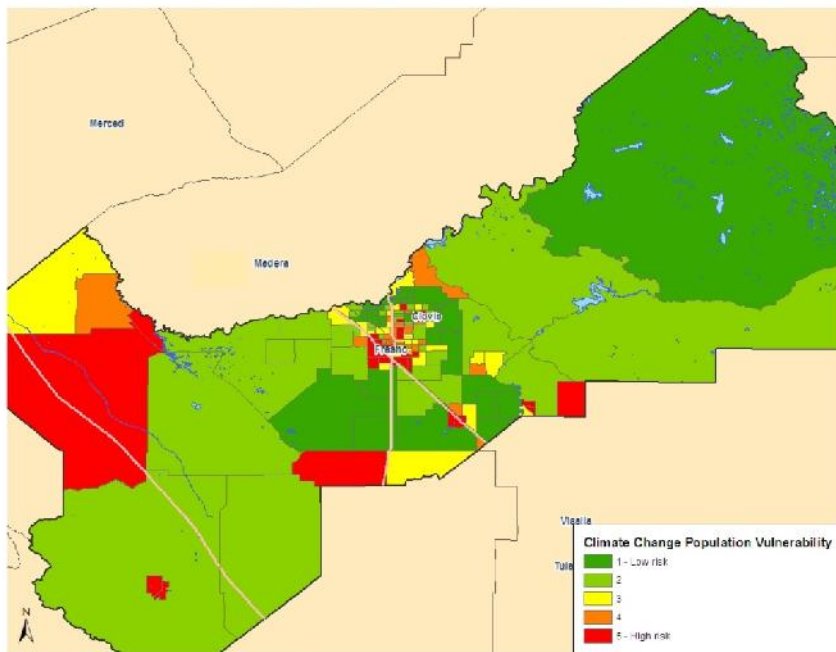 Merced
Madera
Clovis
Fresno
Visalia
Climate Change Population Vulnerability
1 - Low risk
2
3
4
5 - High risk
N